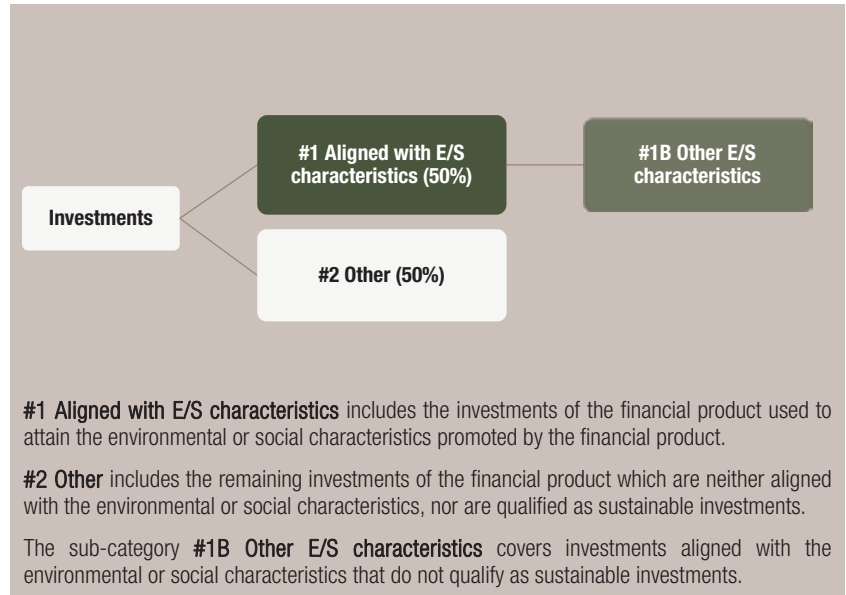 #1 Aligned with E/S
characteristics (50%)
#1B Other E/S
characteristics
Investments
#2 Other (50%)
#1 Aligned with E/S characteristics includes the investments of the financial product used to
attain the environmental or social characteristics promoted by the financial product.
#2 Other includes the remaining investments of the financial product which are neither aligned
with the environmental or social characteristics, nor are qualified as sustainable investments.
The sub-category #1B Other E/S characteristics covers investments aligned with the
environmental or social characteristics that do not qualify as sustainable investments.